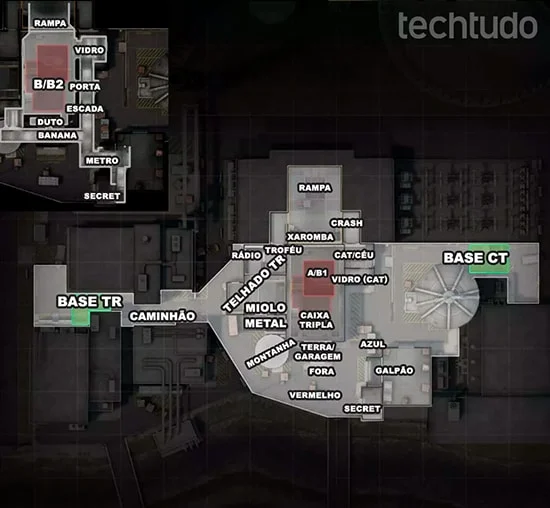 techtudo
RAMPA
VIDRO
B/B2
PORTA
ESCADA
DUTO
BANANA
METRO
SECRET
RAMPA
CRASH
XAROMBA
TROFÉU
RÁDIO
CAT/CÉU
BASE CT
TELHADO TR
A/B1
VIDRO (CAT)
BASE TR
CAMINHÃO
MIOLO
METAL
CAIXA
TRIPLA
MONTANHA
TERRA/
GARAGEM
AZUL
FORA
GALPÃO
VERMELHO
SECRET